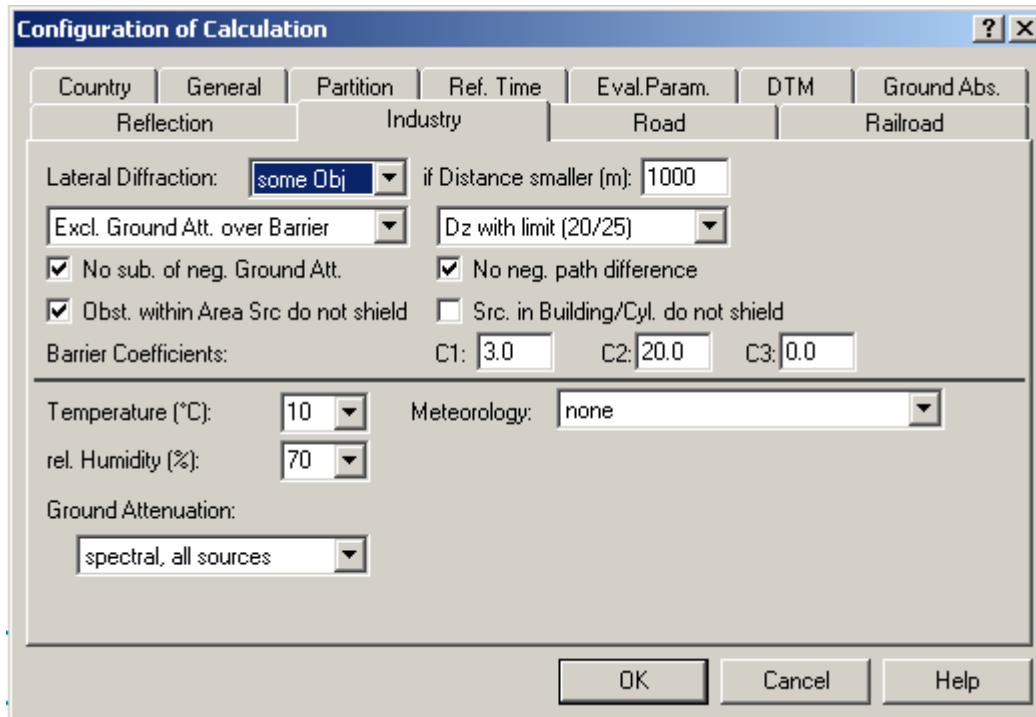 Configuration of Calculation
Country General Partition Ref. Time Eval.Param. DTM Ground Abs.
Reflection Industry Road Railroad
Lateral Diffraction: some Obj if Distance smaller (m): 1000
Excl. Ground Att. over Barrier Dz with limit (20/25)
No sub. of neg. Ground Att. No neg. path difference
Obst. within Area Src do not shield Src. in Building/Cyl. do not shield
Barrier Coefficients: C1: 3.0 C2: 20.0 C3: 0.0
Temperature (°C): 10 Meteorology: none
rel. Humidity (%): 70
Ground Attenuation:
spectral, all sources
OK Cancel Help